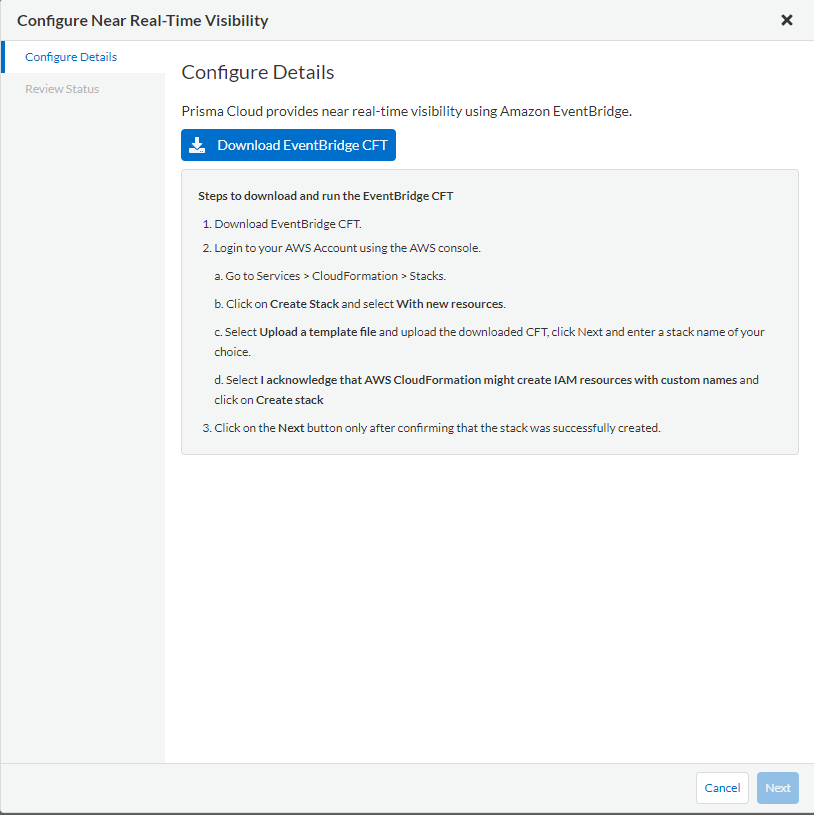 Configure Near Real-Time Visibility
Configure Details
Review Status
Configure Details
Prisma Cloud provides near real-time visibility using Amazon EventBridge.
Download EventBridge CFT
Steps to download and run the EventBridge CFT
1. Download EventBridge CFT.
2. Login to your AWS Account using the AWS console.
a. Go to Services > CloudFormation > Stacks.
b. Click on Create Stack and select With new resources.
c. Select Upload a template file and upload the downloaded CFT, click Next and enter a stack name of your
choice.
d. Select I acknowledge that AWS CloudFormation might create IAM resources with custom names and
click on Create stack
3. Click on the Next button only after confirming that the stack was successfully created.
Cancel
Next